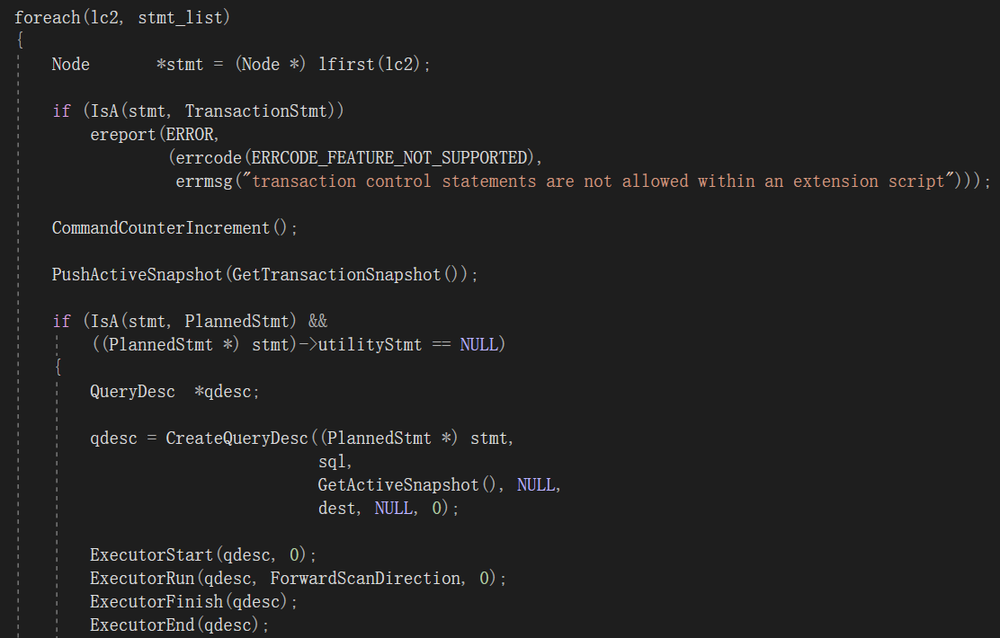 foreach(lc2, stmt_list)
{
    Node       *stmt = (Node *) lfirst(lc2);
    if (IsA(stmt, TransactionStmt))
        ereport(ERROR,
                (errcode(ERRCODE_FEATURE_NOT_SUPPORTED),
                 errmsg("transaction control statements are not allowed within an extension script")));
    CommandCounterIncrement();
    PushActiveSnapshot(GetTransactionSnapshot());
    if (IsA(stmt, PlannedStmt) &&
        ((PlannedStmt *) stmt)->utilityStmt == NULL)
    {
        QueryDesc  *qdesc;
        qdesc = CreateQueryDesc((PlannedStmt *) stmt,
                                sql,
                                GetActiveSnapshot(), NULL,
                                dest, NULL, 0);
        ExecutorStart(qdesc, 0);
        ExecutorRun(qdesc, ForwardScanDirection, 0);
        ExecutorFinish(qdesc);
        ExecutorEnd(qdesc);